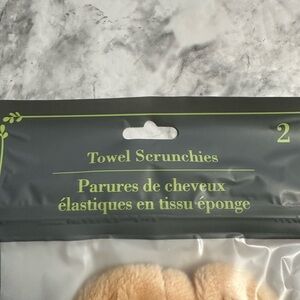 2
Towel Scrunchies
Parures de cheveux
élastiques en tissu éponge